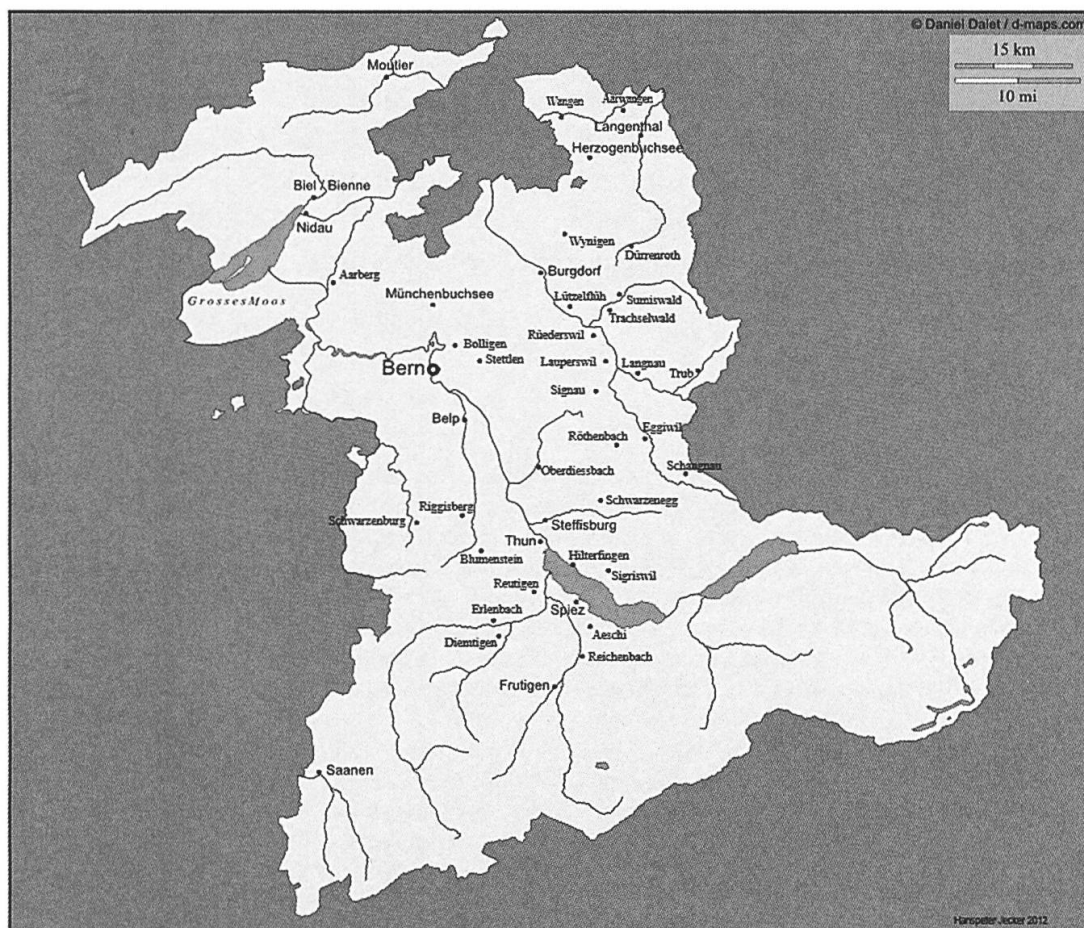 © Daniel Dalet / d-maps.com
15 km
10 mi
Moutier
Wangen
Aarwangen
Langenthal
Herzogenbuchsee
Biel / Bienne
Nidau
Wynigen
Dürrenroth
Aarberg
Burgdorf
Grosses Moos
Münchenbuchsee
Lützelflüh
Sumiswald
Trachselwald
Rüederswil
Bolligen
Stettlen
Bern
Lauperswil
Langnau
Trub
Signau
Belp
Eggiwil
Röthenbach
Oberdiessbach
Schangnau
Schwarzenegg
Riggisberg
Schwarzenburg
Steffisburg
Thun
Blumenstein
Hilterfingen
Sigriswil
Reutigen
Spiez
Erlenbach
Aeschi
Diemtigen
Reichenbach
Frutigen
Saanen
Hanspeter Jecker 2012